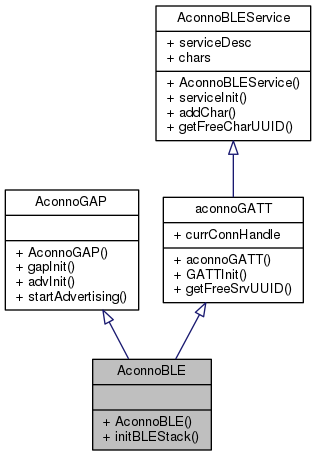 AconnoBLEService
+ serviceDesc
+ chars
+ AconnoBLEService()
+ serviceInit()
+ addChar()
+ getFreeCharUUID()
AconnoGAP
+ AconnoGAP()
+ gapInit()
+ advInit()
+ startAdvertising()
aconnoGATT
+ currConnHandle
+ aconnoGATT()
+ GATTInit()
+ getFreeSrvUUID()
AconnoBLE
+ AconnoBLE()
+ initBLEStack()